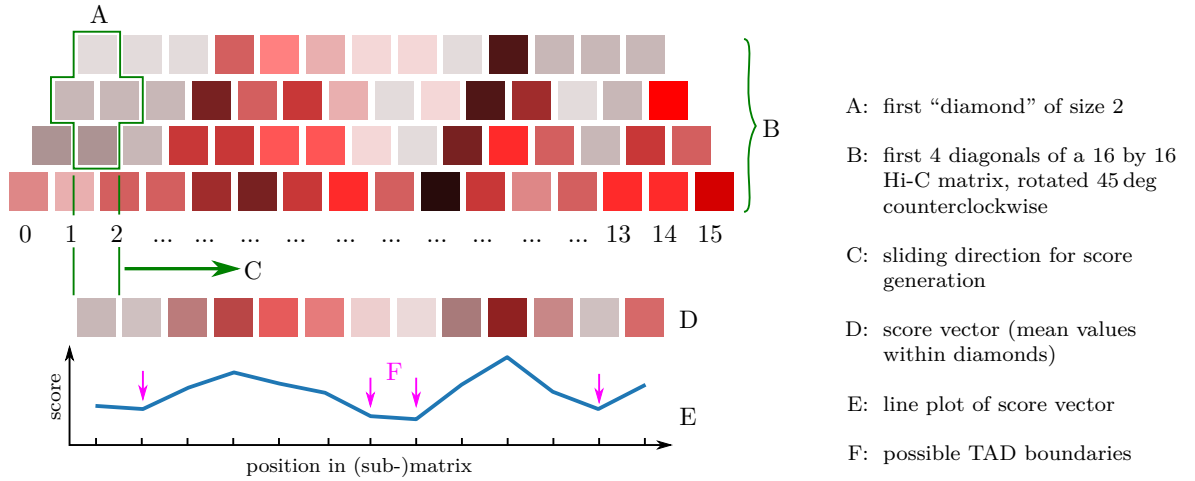 A
B
0 1 2 ... ... ... ... ... ... ... ... ... ... 13 14 15
C
D
F
score
E
position in (sub-)matrix
A: first “diamond” of size 2
B: first 4 diagonals of a 16 by 16
Hi-C matrix, rotated 45 deg
counterclockwise
C: sliding direction for score
generation
D: score vector (mean values
within diamonds)
E: line plot of score vector
F: possible TAD boundaries